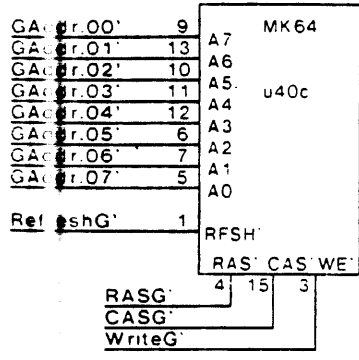 GAddr.00' 9 A7 MK64
GAddr.01' 13 A6
GAddr.02' 10 A5 u40c
GAddr.03' 11 A4
GAddr.04' 12 A3
GAddr.05' 6 A2
GAddr.06' 7 A1
GAddr.07' 5 A0
RefreshG' 1 RFSH'
RAS' CAS' WE'
4 15 3
RASG'
CASG'
WriteG'